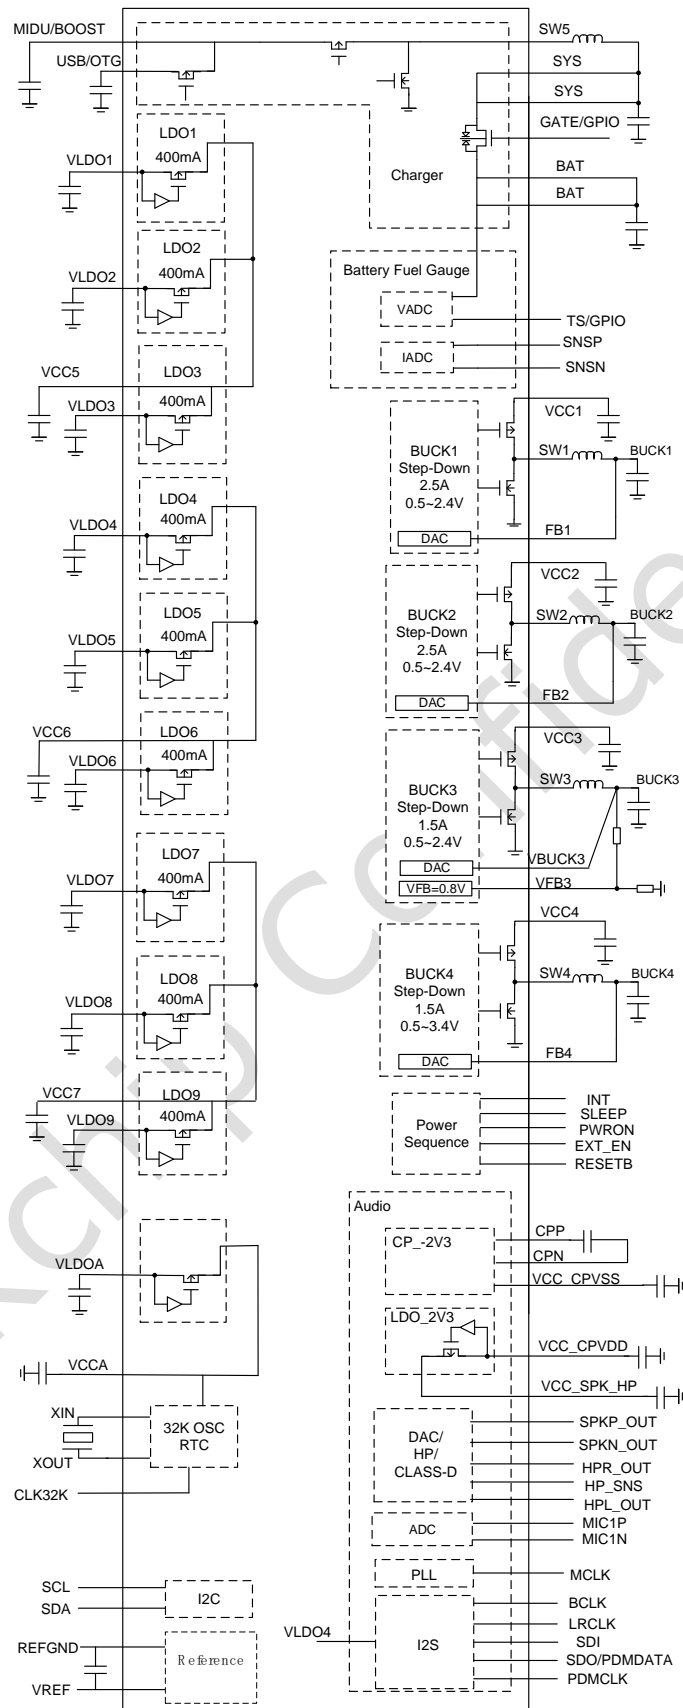 MIDU/BOOST
SW5
USB/OTG
SYS
SYS
GATE/GPIO
LDO1
400mA
VLDO1
Charger
BAT
BAT
LDO2
400mA
VLDO2
Battery Fuel Gauge
VADC
TS/GPIO
IADC
SNSP
SNSN
VCC5
LDO3
400mA
VLDO3
VCC1
BUCK1
Step-Down
2.5A
0.5~2.4V
SW1
BUCK1
DAC
FB1
LDO4
400mA
VLDO4
VCC2
BUCK2
Step-Down
2.5A
0.5~2.4V
SW2
BUCK2
DAC
FB2
LDO5
400mA
VLDO5
VCC6
LDO6
400mA
VLDO6
VCC3
BUCK3
Step-Down
1.5A
0.5~2.4V
SW3
BUCK3
DAC
VBUCK3
VFB=0.8V
VFB3
LDO7
400mA
VLDO7
VCC4
BUCK4
Step-Down
1.5A
0.5~3.4V
SW4
BUCK4
DAC
FB4
LDO8
400mA
VLDO8
VCC7
LDO9
400mA
VLDO9
Power
Sequence
INT
SLEEP
PWRON
EXT_EN
RESETB
Audio
CP_-2V3
CPP
CPN
VCC_CPVSS
VLDOA
LDO_2V3
VCC_CPVDD
VCC_SPK_HP
VCCA
XIN
XOUT
32K OSC
RTC
CLK32K
DAC/
HP/
CLASS-D
SPKP_OUT
SPKN_OUT
HPR_OUT
HP_SNS
HPL_OUT
ADC
MIC1P
MIC1N
PLL
MCLK
SCL
SDA
I2C
VLDO4
I2S
BCLK
LRCLK
SDI
SDO/PDMDATA
PDMCLK
REFGND
VREF
Reference
kchip Confide